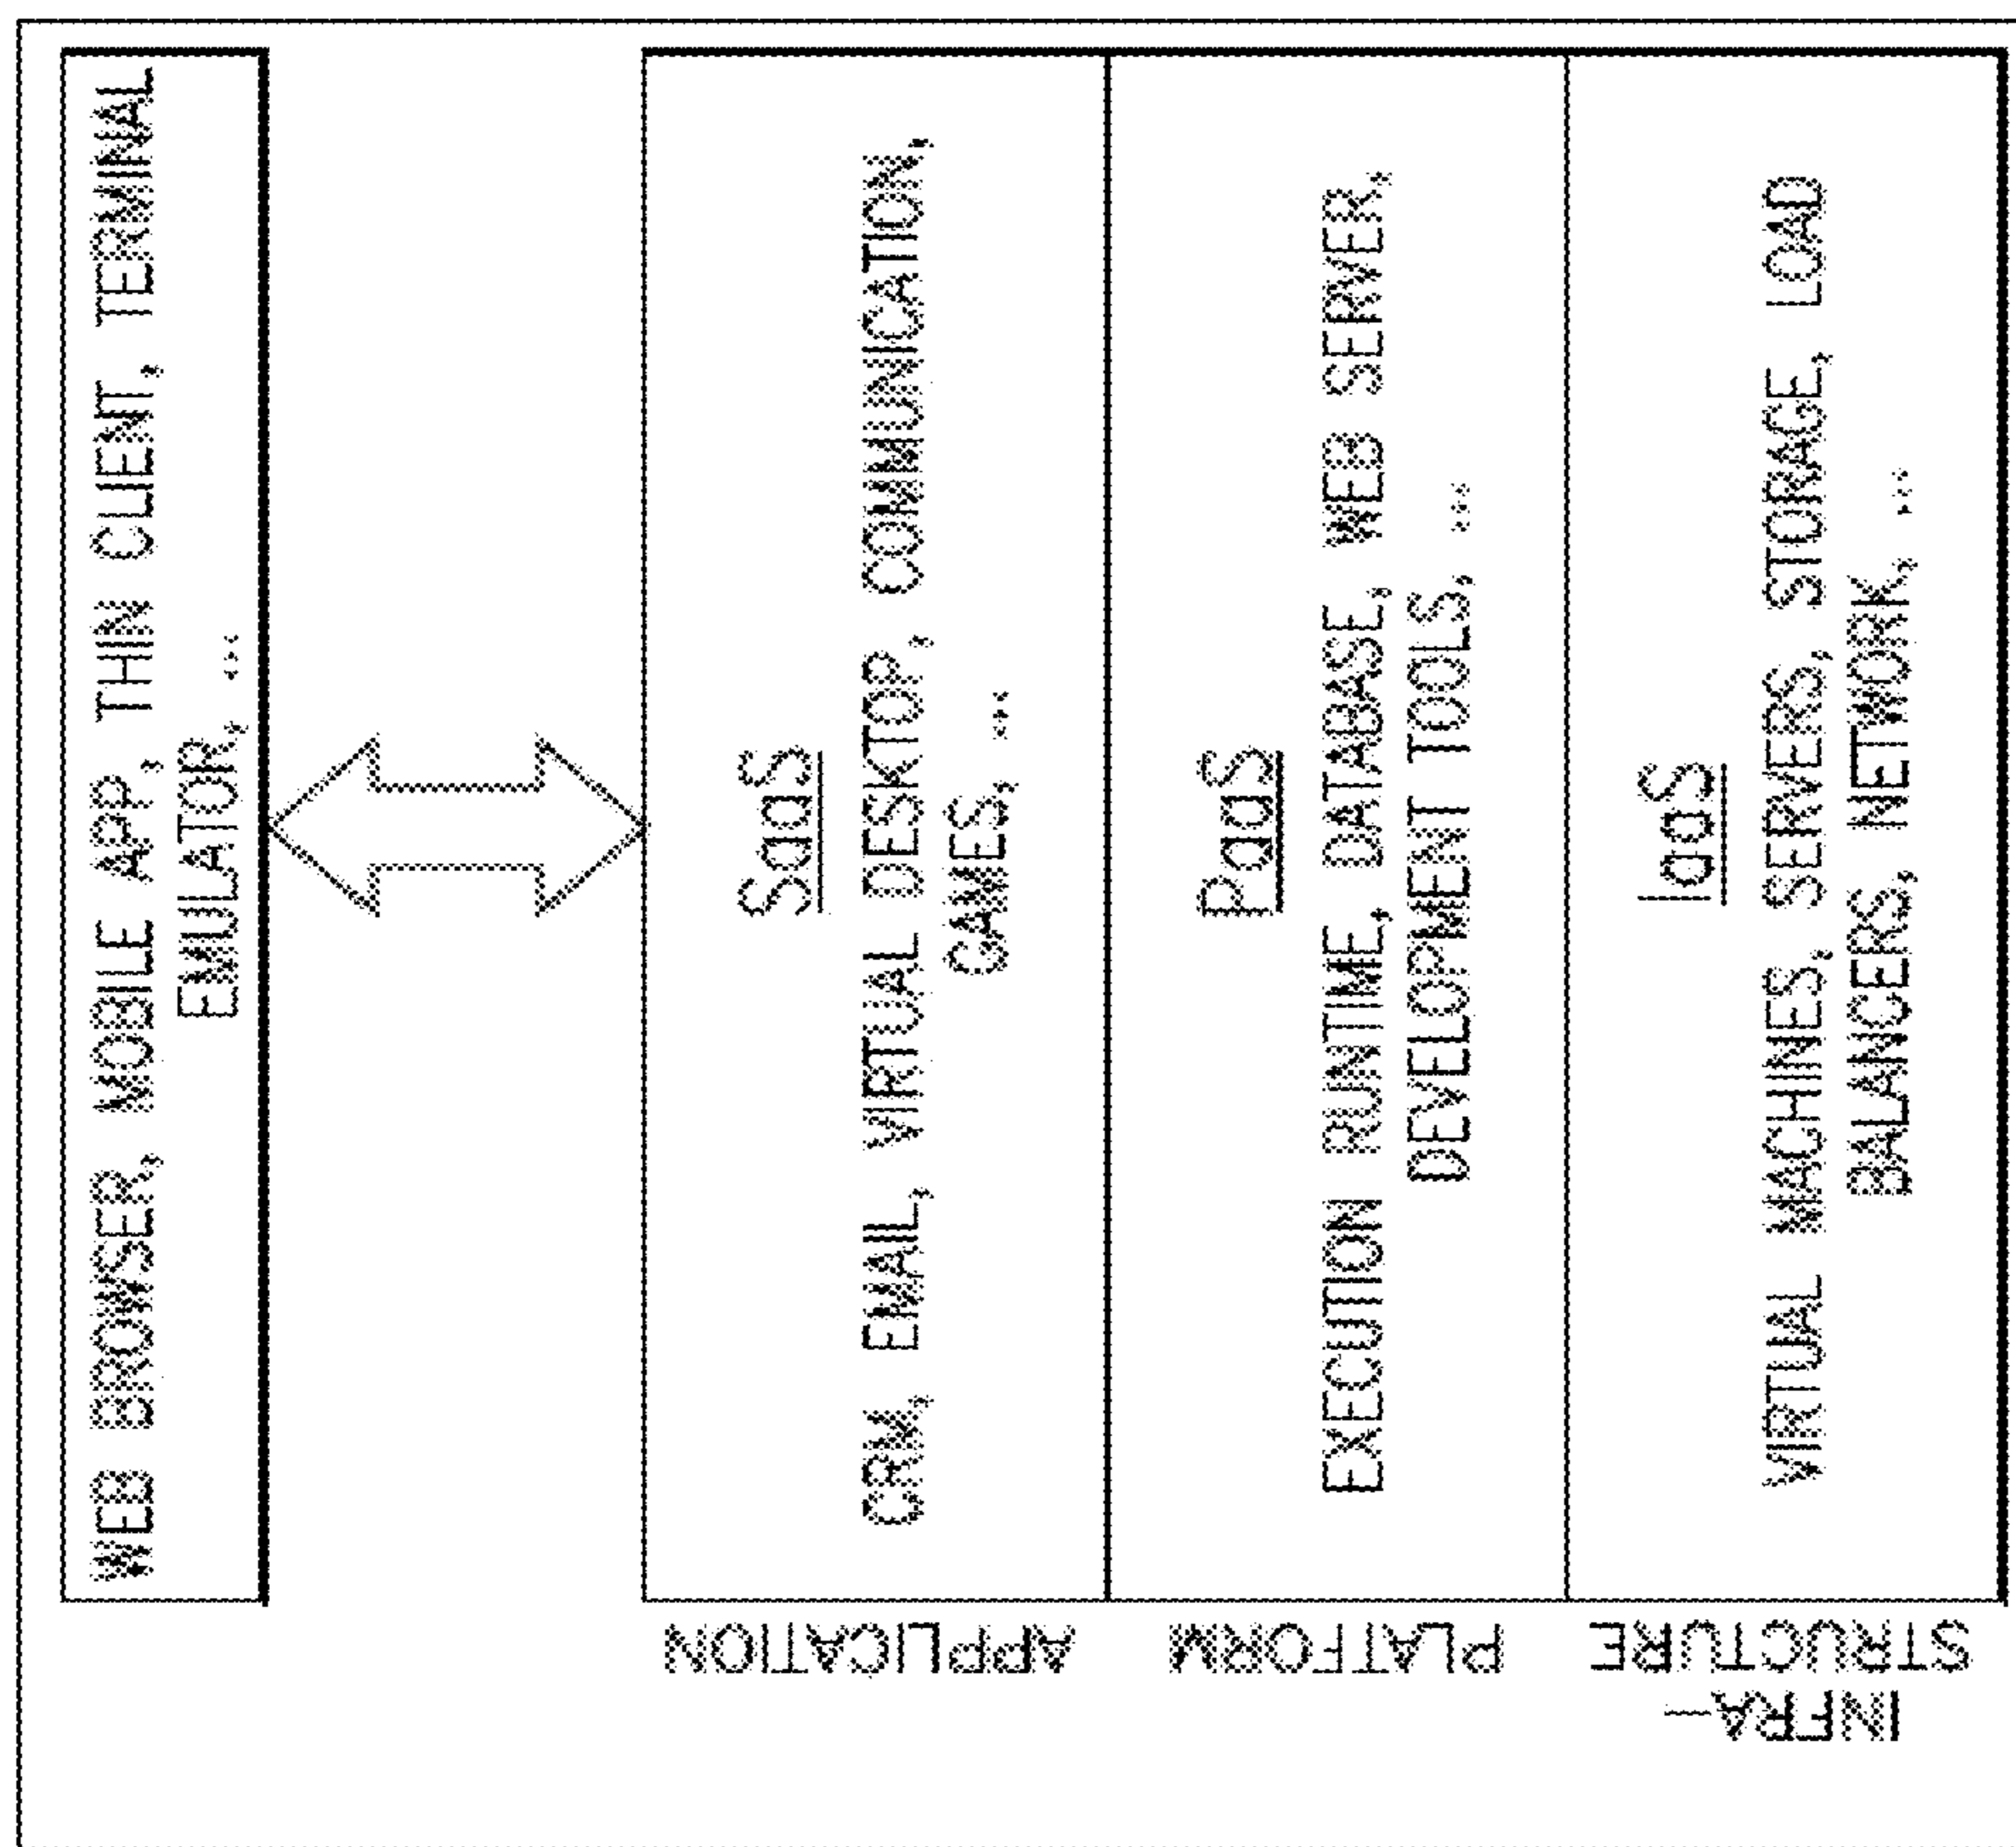 WEB BROWSER, MOBILE APP, THIN CLIENT, TERMINAL
EMULATOR, ...
APPLICATION
SaaS
CRM, EMAIL, VIRTUAL DESKTOP, COMMUNICATION,
GAMES, ...
PLATFORM
PaaS
EXECUTION RUNTIME, DATABASE, WEB SERVER,
DEVELOPMENT TOOLS, ...
INFRA-
STRUCTURE
IaaS
VIRTUAL MACHINES, SERVERS, STORAGE, LOAD
BALANCERS, NETWORK, ...